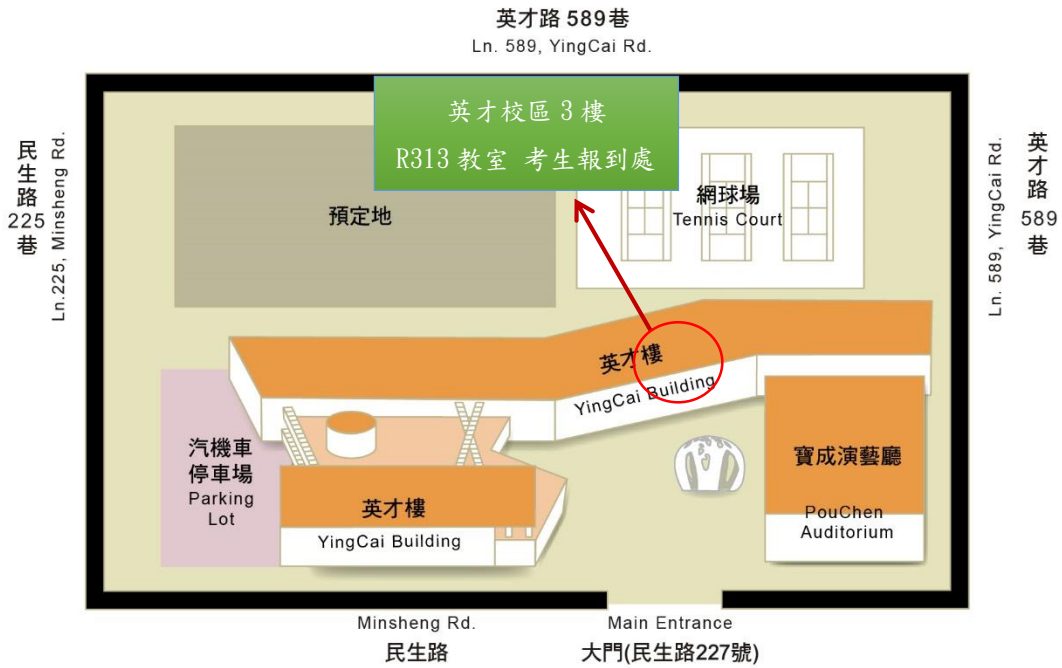 英才路 589 巷
Ln. 589, YingCai Rd.
英才校區 3 樓
R313 教室 考生報到處
民生路225巷
Ln.225, Minsheng Rd.
預定地
網球場
Tennis Court
Ln. 589, YingCai Rd.
英才路589巷
英才樓
YingCai Building
汽機車
停車場
Parking
Lot
英才樓
YingCai Building
寶成演藝廳
PouChen
Auditorium
Minsheng Rd.
民生路
Main Entrance
大門(民生路227號)